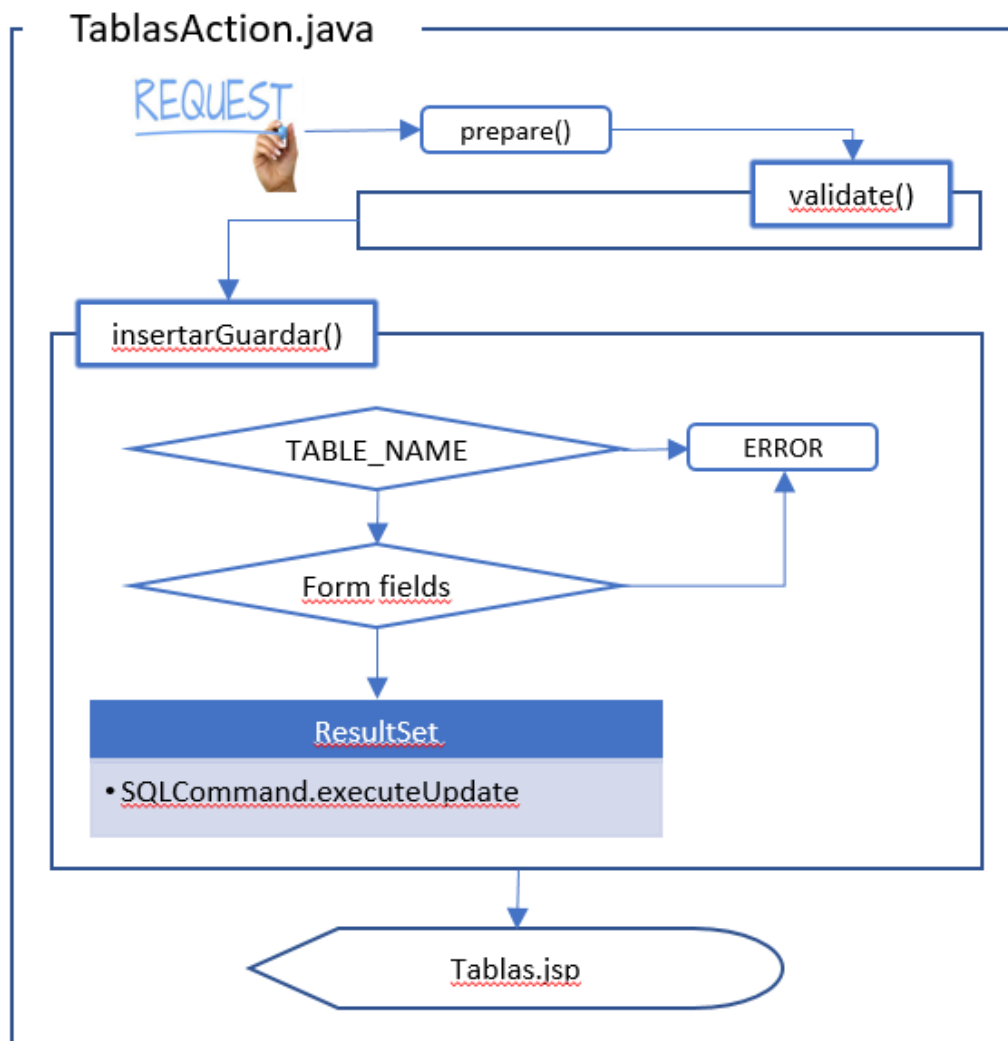 TablasAction.java
REQUEST
prepare()
validate()
insertarGuardar()
TABLE_NAME
ERROR
Form fields
ResultSet
• SQLCommand.executeUpdate
Tablas.jsp